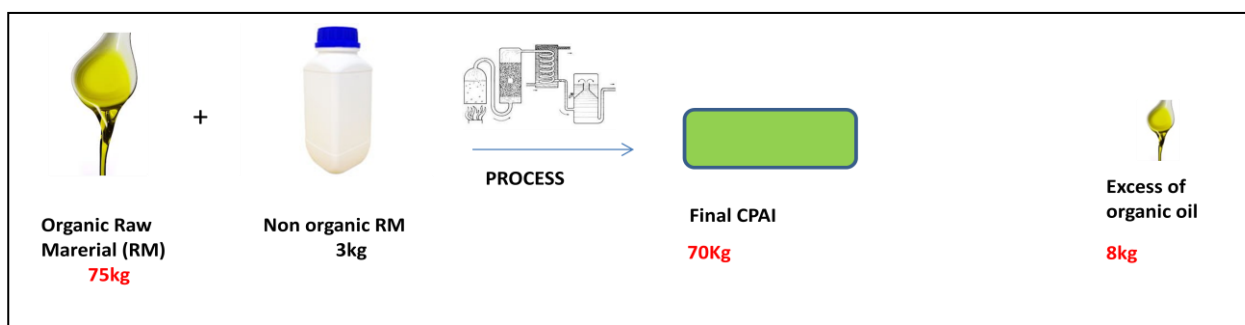 +
PROCESS
Organic Raw
Marerial (RM)
75kg
Non organic RM
3kg
Final CPAI
70Kg
Excess of
organic oil
8kg